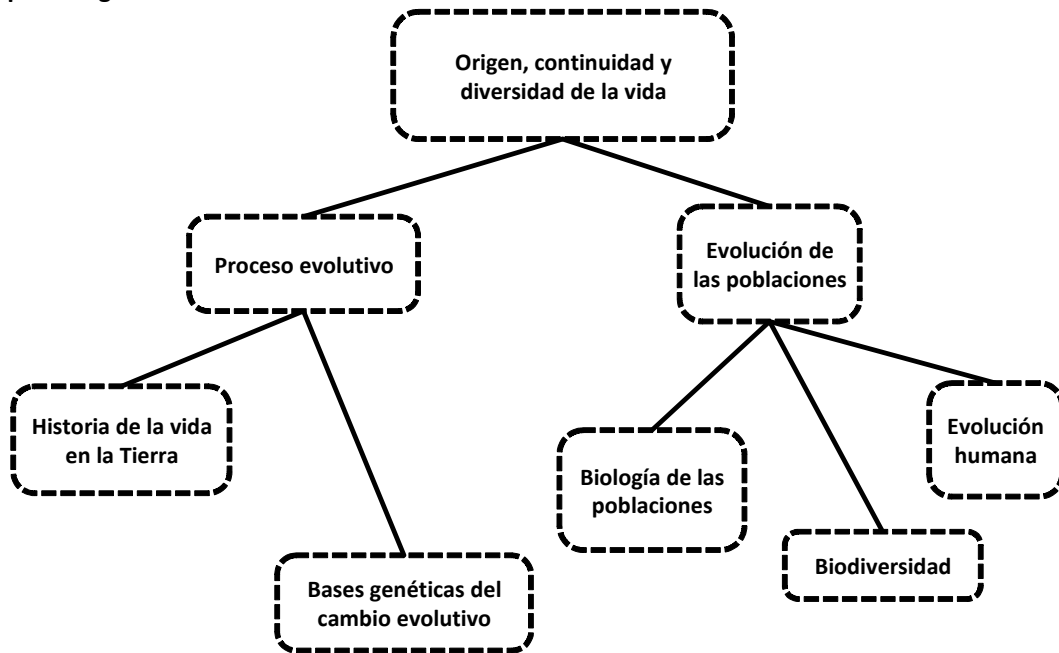 Origen, continuidad y
diversidad de la vida
Proceso evolutivo
Evolución de
las poblaciones
Historia de la vida
en la Tierra
Bases genéticas del
cambio evolutivo
Biología de las
poblaciones
Biodiversidad
Evolución
humana